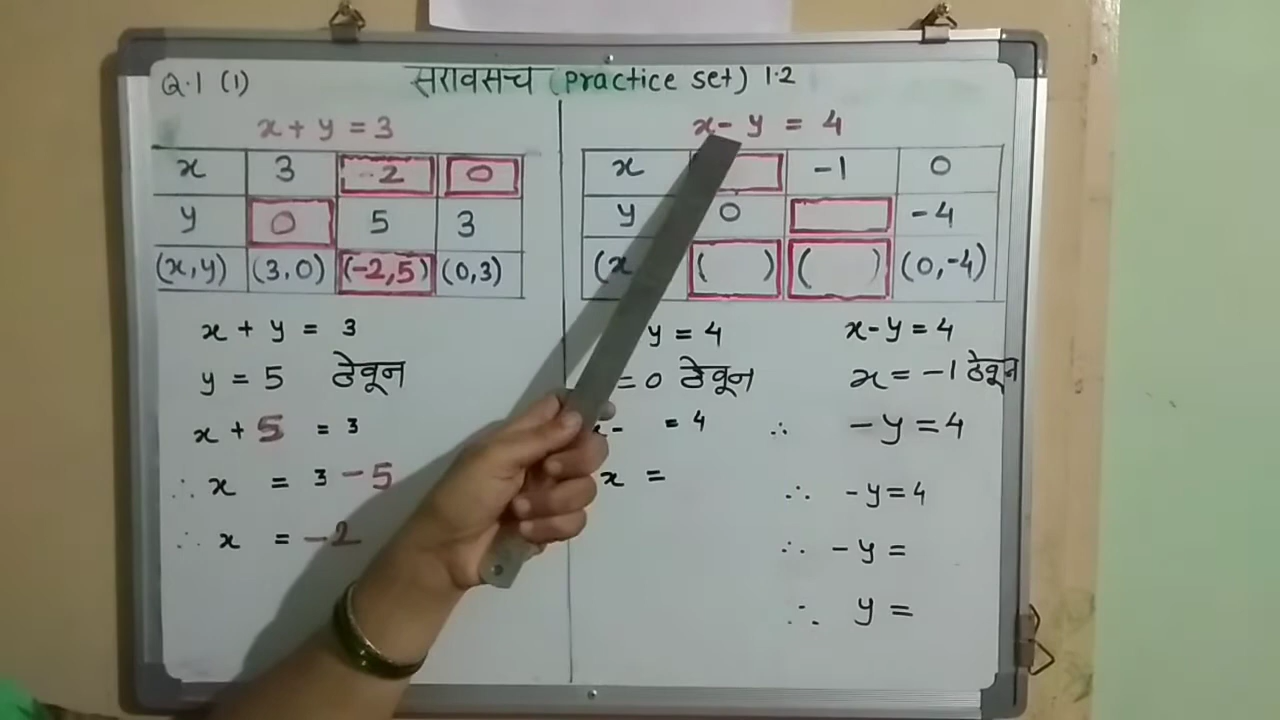 Q.1 (1) सरावसंच (practice set) 1.2
x + y = 3
x 3 -2 0
y 0 5 3
(x,y) (3,0) (-2,5) (0,3)
x + y = 3
y = 5 ठेवून
x + 5 = 3
∴ x = 3 - 5
∴ x = -2
x - y = 4
x -1 0
y 0 -4
(x ( ) ( ) (0,-4)
y = 4
= 0 ठेवून
x - = 4
x =
x - y = 4
x = -1 ठेवून
∴ - y = 4
∴ - y = 4
∴ - y =
∴ y =